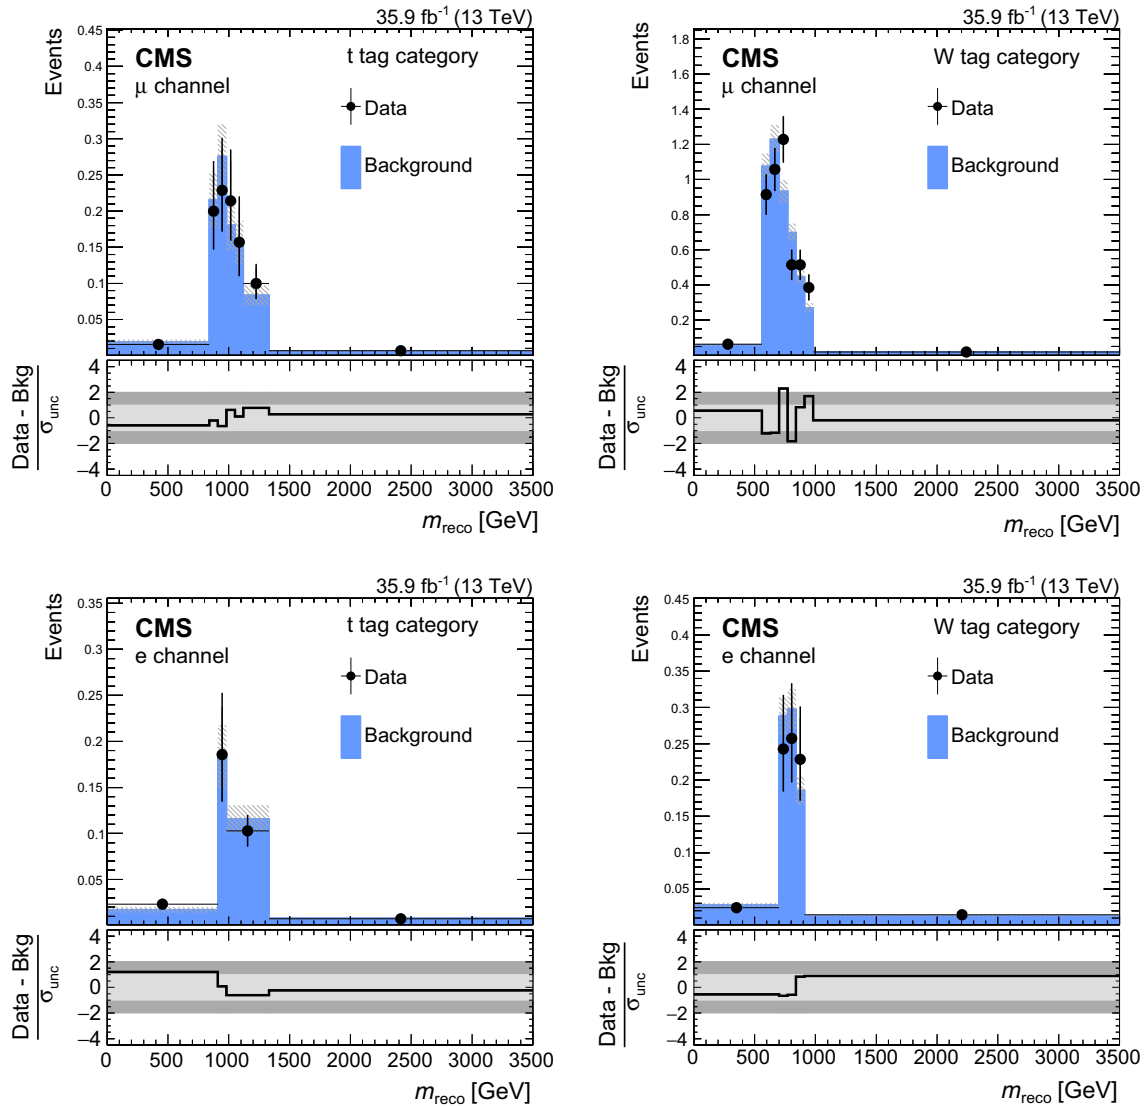 35.9 fb⁻¹ (13 TeV)
Events
0.45
0.4
0.35
0.3
0.25
0.2
0.15
0.1
0.05
CMS
μ channel
t tag category
Data
Background
Data - Bkg
σunc
4
2
0
−2
−4
0 500 1000 1500 2000 2500 3000 3500
mreco [GeV]
35.9 fb⁻¹ (13 TeV)
Events
1.8
1.6
1.4
1.2
1
0.8
0.6
0.4
0.2
CMS
μ channel
W tag category
Data
Background
Data - Bkg
σunc
4
2
0
−2
−4
0 500 1000 1500 2000 2500 3000 3500
mreco [GeV]
35.9 fb⁻¹ (13 TeV)
Events
0.35
0.3
0.25
0.2
0.15
0.1
0.05
CMS
e channel
t tag category
Data
Background
Data - Bkg
σunc
4
2
0
−2
−4
0 500 1000 1500 2000 2500 3000 3500
mreco [GeV]
35.9 fb⁻¹ (13 TeV)
Events
0.45
0.4
0.35
0.3
0.25
0.2
0.15
0.1
0.05
CMS
e channel
W tag category
Data
Background
Data - Bkg
σunc
4
2
0
−2
−4
0 500 1000 1500 2000 2500 3000 3500
mreco [GeV]